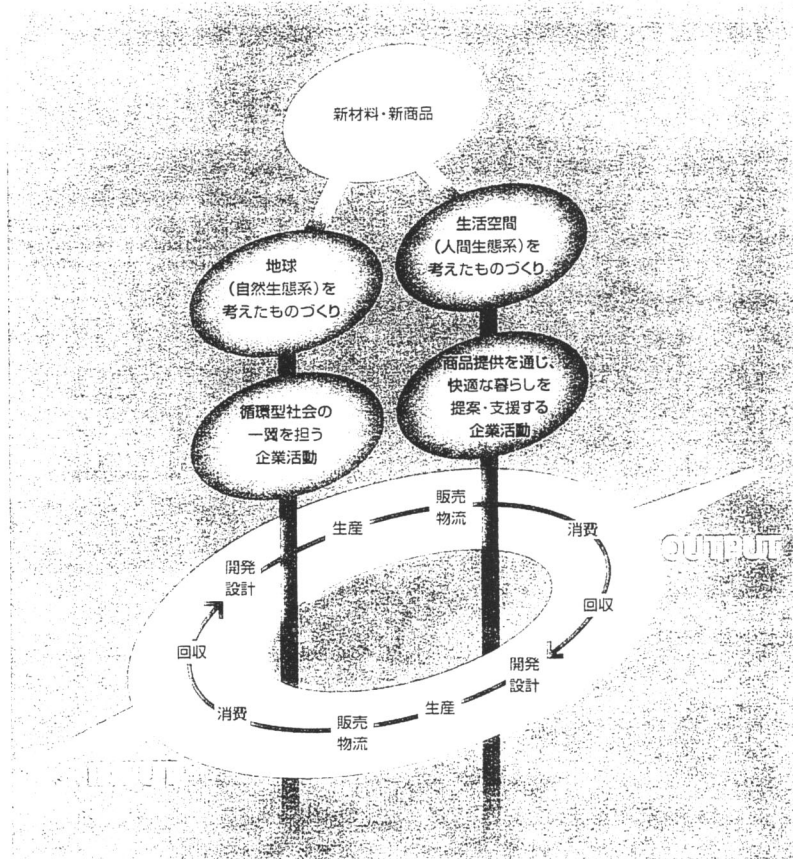 新材料・新商品
生活空間
（人間生態系）を
考えたものづくり
地球
（自然生態系）を
考えたものづくり
商品提供を通じ、
快適な暮らしを
提案・支援する
企業活動
循環型社会の
一翼を担う
企業活動
販売
物流
生産
消費
OUTPUT
開発
設計
回収
回収
開発
設計
消費
生産
販売
物流
INPUT